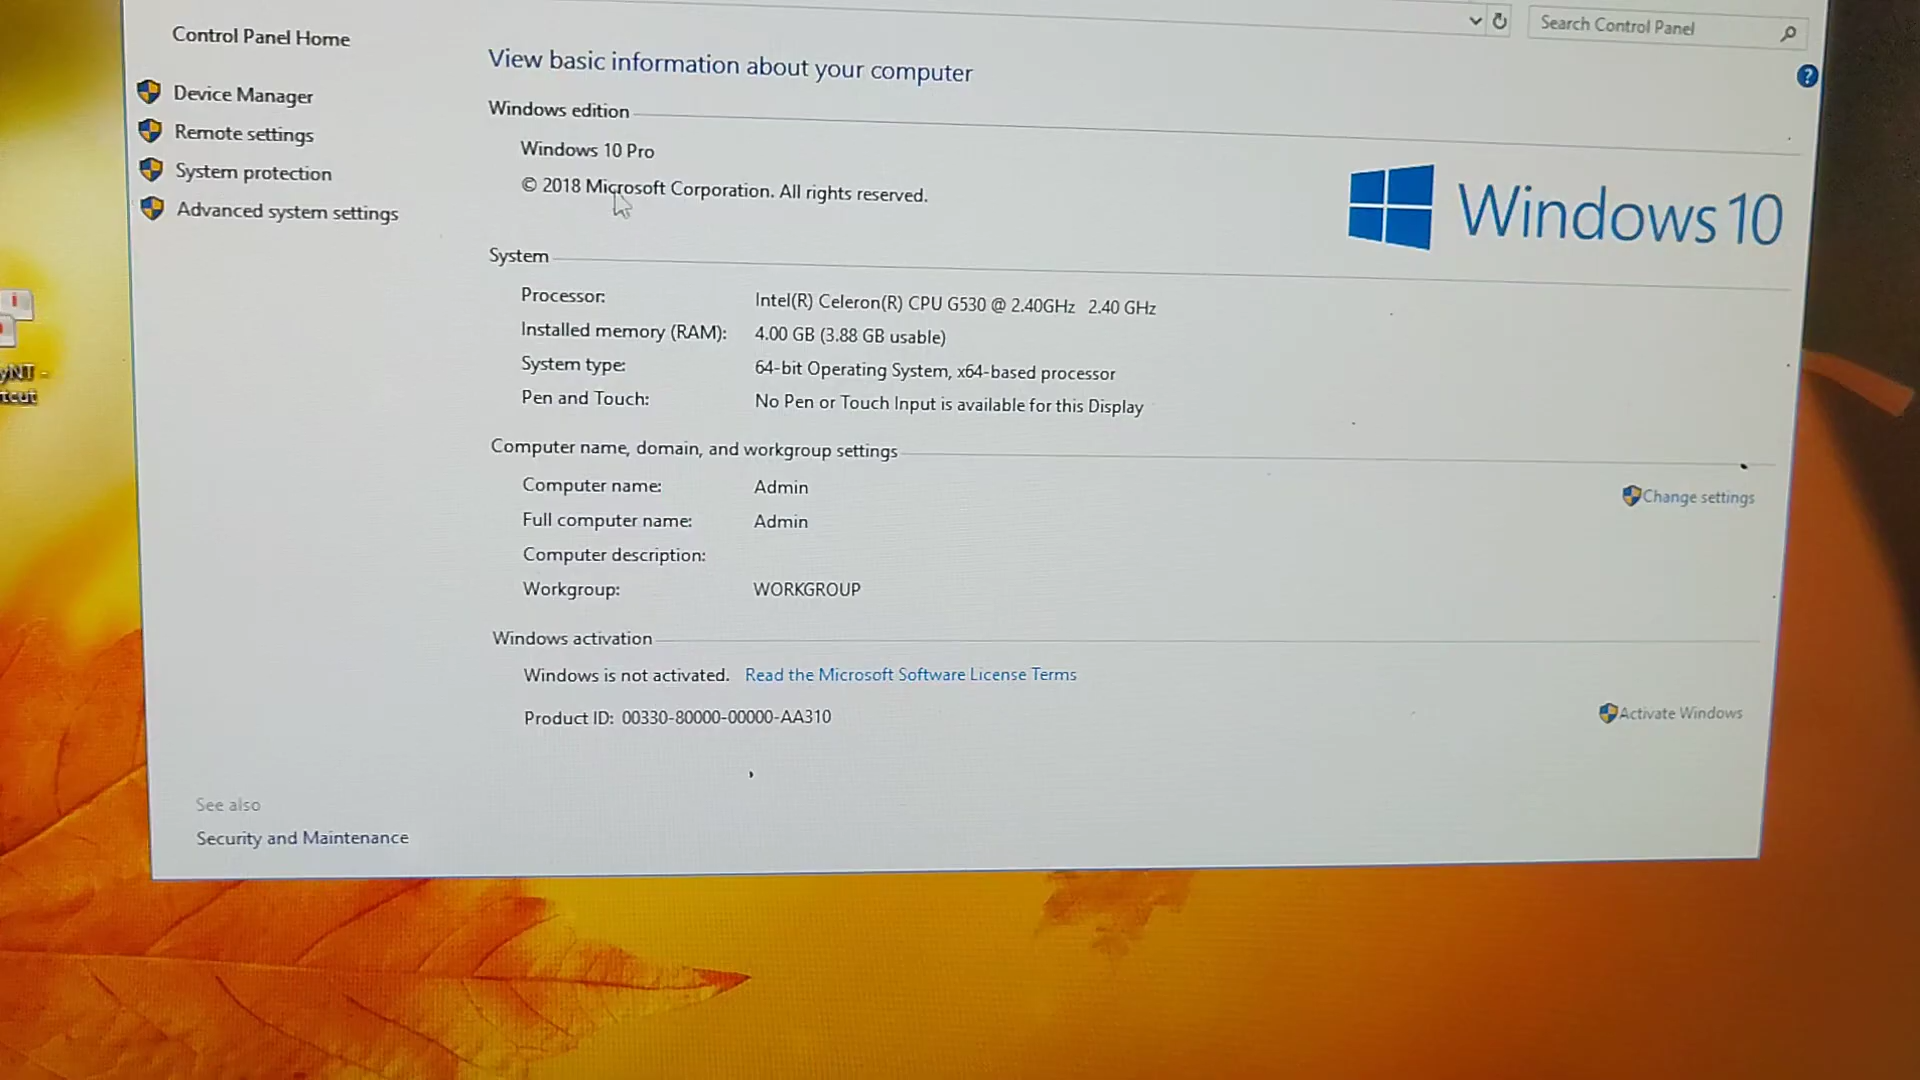 Control Panel Home
Search Control Panel
Device Manager
Remote settings
System protection
Advanced system settings
View basic information about your computer
Windows edition
Windows 10 Pro
© 2018 Microsoft Corporation. All rights reserved.
Windows 10
System
Processor: Intel(R) Celeron(R) CPU G530 @ 2.40GHz 2.40 GHz
Installed memory (RAM): 4.00 GB (3.88 GB usable)
System type: 64-bit Operating System, x64-based processor
Pen and Touch: No Pen or Touch Input is available for this Display
Computer name, domain, and workgroup settings
Computer name: Admin
Change settings
Full computer name: Admin
Computer description:
Workgroup: WORKGROUP
Windows activation
Windows is not activated. Read the Microsoft Software License Terms
Product ID: 00330-80000-00000-AA310
Activate Windows
See also
Security and Maintenance